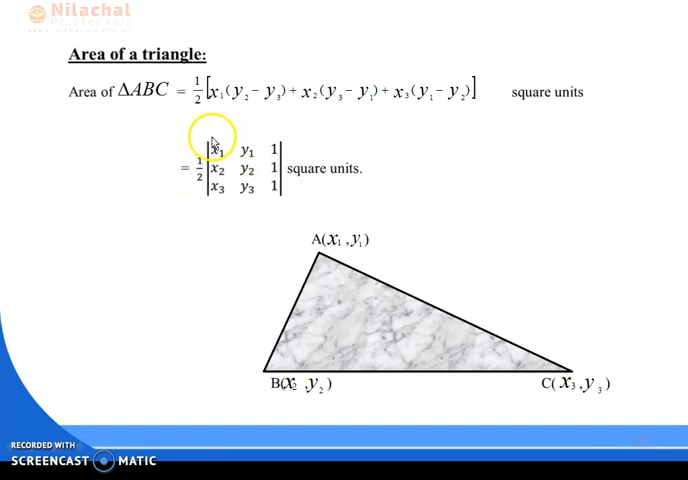 Nilachal
Polytechnic
Area of a triangle:
Area of ΔABC = 1/2 [x₁(y₂ − y₃) + x₂(y₃ − y₁) + x₃(y₁ − y₂)] square units
= 1/2 |x₁ y₁ 1|
|x₂ y₂ 1| square units.
|x₃ y₃ 1|
A(x₁ ,y₁)
B(x₂ ,y₂)
C(x₃ ,y₃)
RECORDED WITH
SCREENCAST MATIC